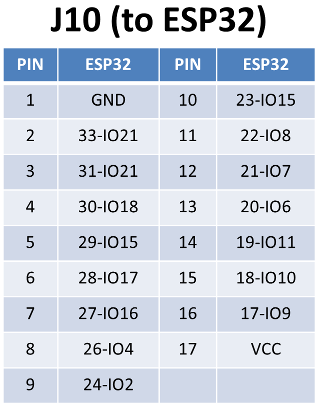 J10 (to ESP32)
PIN ESP32 PIN ESP32
1 GND 10 23-IO15
2 33-IO21 11 22-IO8
3 31-IO21 12 21-IO7
4 30-IO18 13 20-IO6
5 29-IO15 14 19-IO11
6 28-IO17 15 18-IO10
7 27-IO16 16 17-IO9
8 26-IO4 17 VCC
9 24-IO2